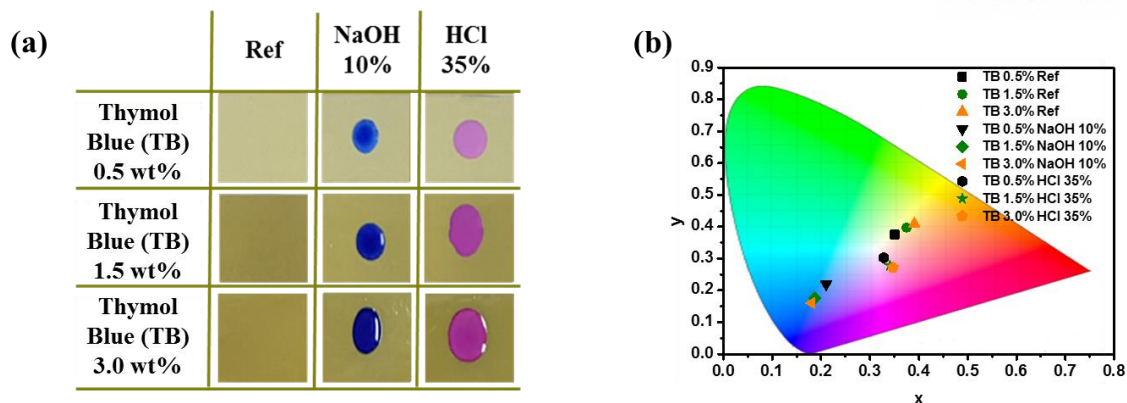 (a)
Ref
NaOH
10%
HCl
35%
Thymol
Blue (TB)
0.5 wt%
Thymol
Blue (TB)
1.5 wt%
Thymol
Blue (TB)
3.0 wt%
(b)
0.9
0.8
0.7
0.6
0.5
0.4
0.3
0.2
0.1
0.0
y
TB 0.5% Ref
TB 1.5% Ref
TB 3.0% Ref
TB 0.5% NaOH 10%
TB 1.5% NaOH 10%
TB 3.0% NaOH 10%
TB 0.5% HCl 35%
TB 1.5% HCl 35%
TB 3.0% HCl 35%
0.0 0.1 0.2 0.3 0.4 0.5 0.6 0.7 0.8
x